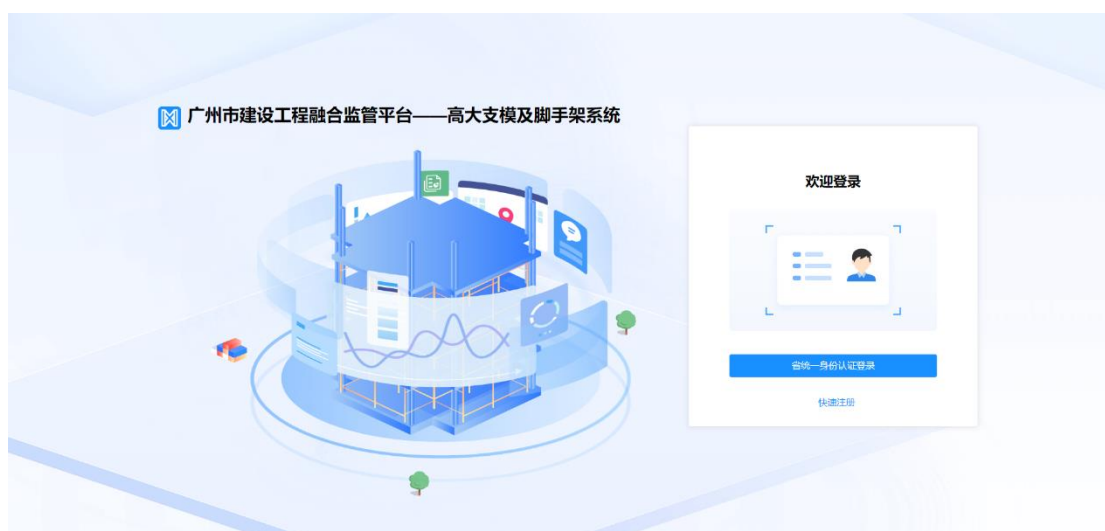 广州市建设工程融合监管平台——高大支模及脚手架系统
欢迎登录
省统一身份认证登录
快速注册